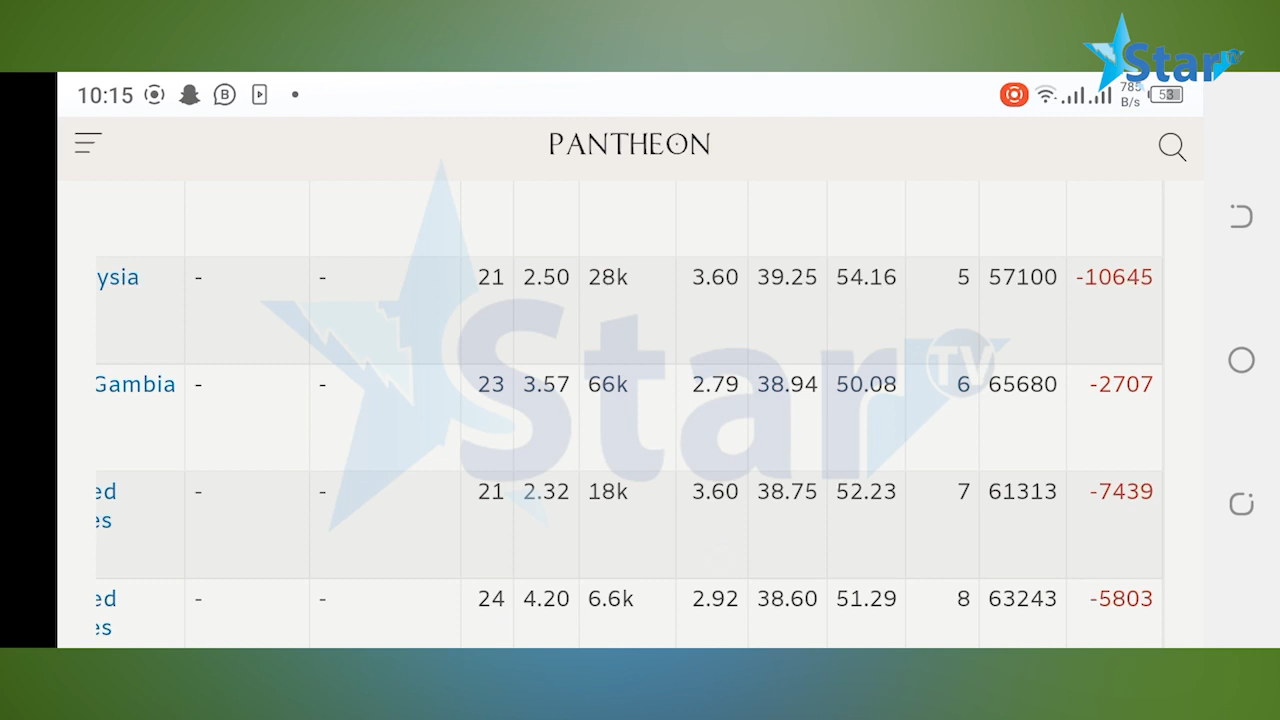 Star TV
10:15 B 785 B/s 53
PANTHEON
ysia - - 21 2.50 28k 3.60 39.25 54.16 5 57100 -10645
Gambia - - 23 3.57 66k 2.79 38.94 50.08 6 65680 -2707
ed - - 21 2.32 18k 3.60 38.75 52.23 7 61313 -7439
es
ed - - 24 4.20 6.6k 2.92 38.60 51.29 8 63243 -5803
es
Star TV